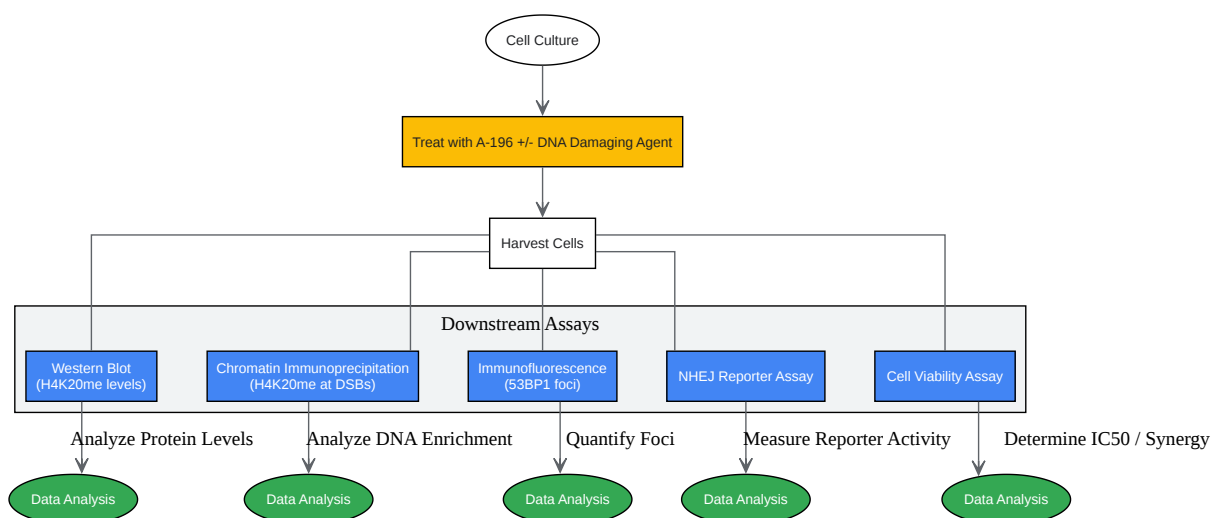 Cell Culture
Treat with A-196 +/- DNA Damaging Agent
Harvest Cells
Downstream Assays
Western Blot
(H4K20me levels)
Chromatin Immunoprecipitation
(H4K20me at DSBs)
Immunofluorescence
(53BP1 foci)
NHEJ Reporter Assay
Cell Viability Assay
Analyze Protein Levels
Analyze DNA Enrichment
Quantify Foci
Measure Reporter Activity
Determine IC50 / Synergy
Data Analysis
Data Analysis
Data Analysis
Data Analysis
Data Analysis